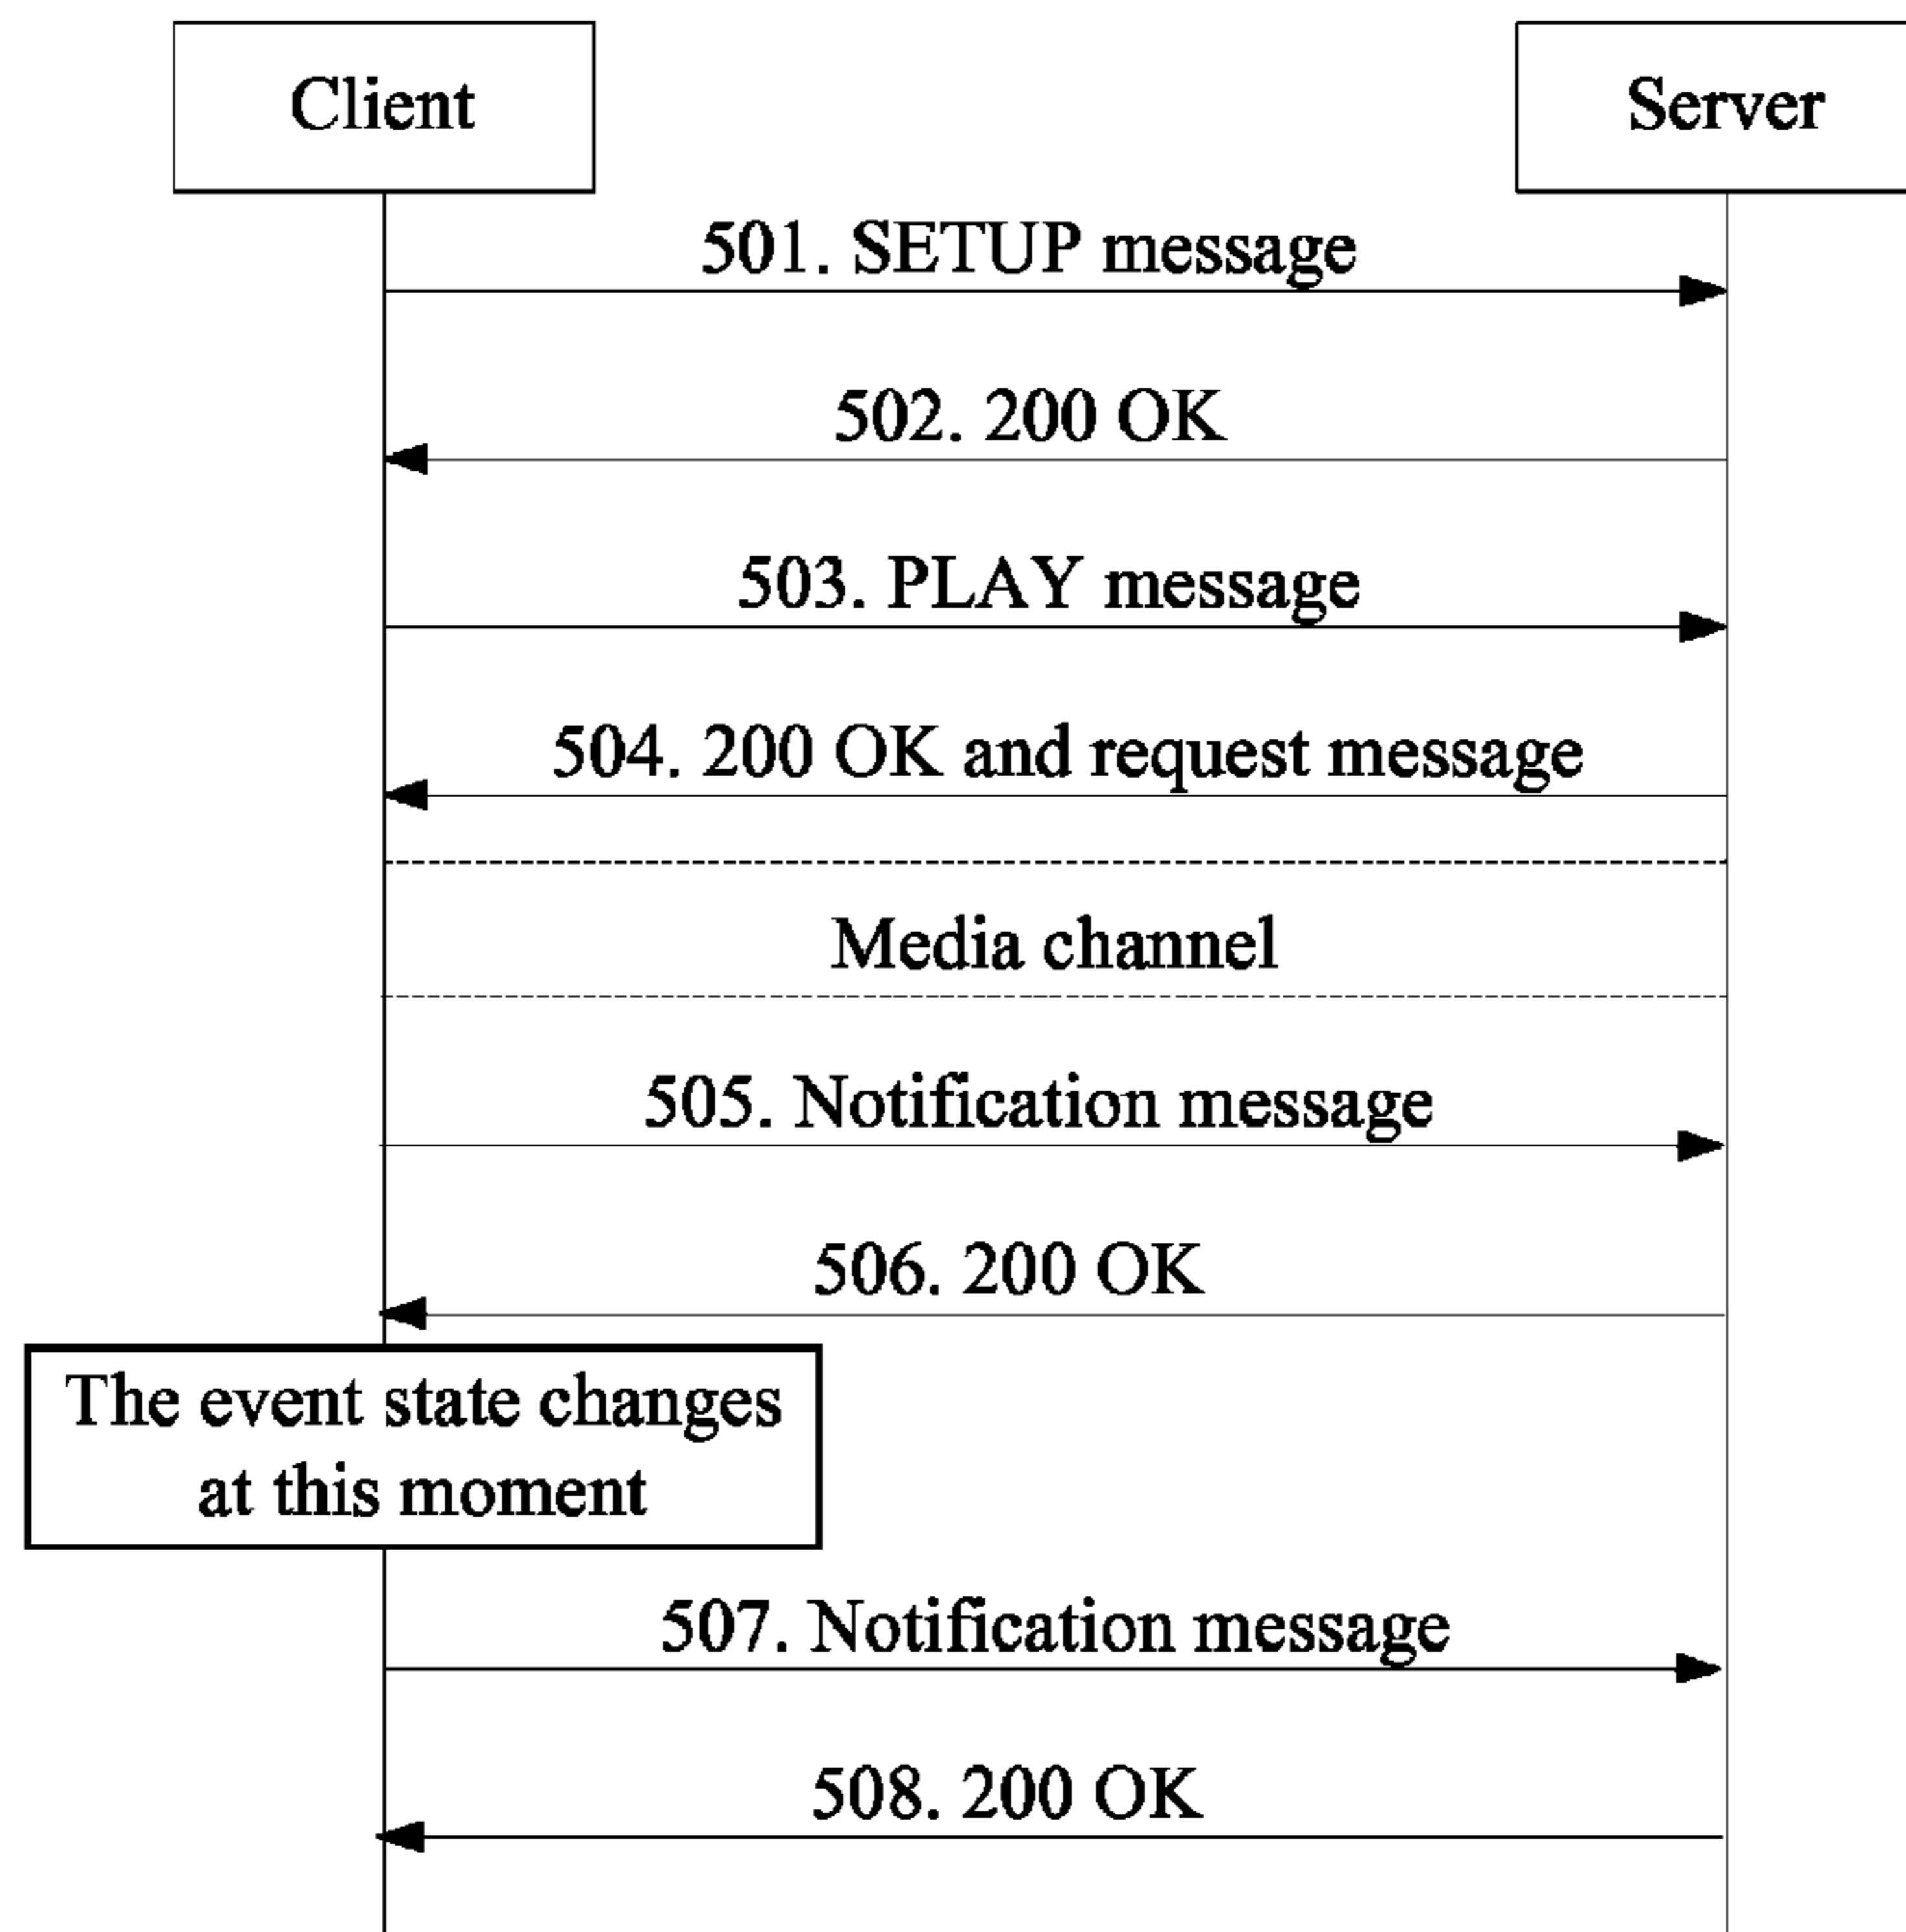 Client
Server
501. SETUP message
502. 200 OK
503. PLAY message
504. 200 OK and request message
Media channel
505. Notification message
506. 200 OK
The event state changes
at this moment
507. Notification message
508. 200 OK